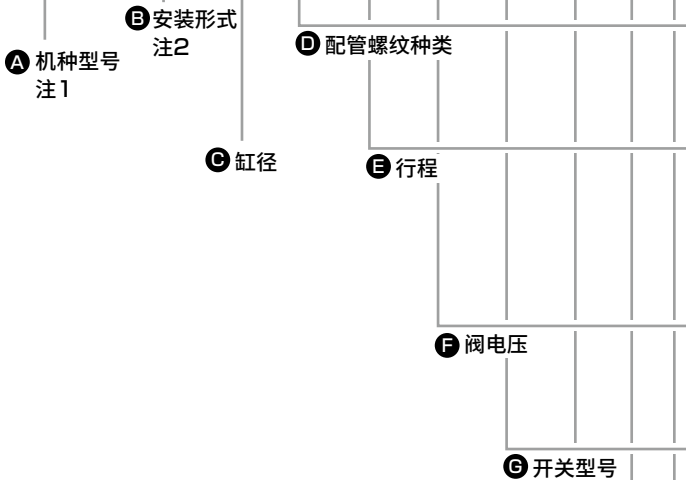 B 安装形式
注2
D 配管螺纹种类
A 机种型号
注1
C 缸径
E 行程
F 阀电压
G 开关型号